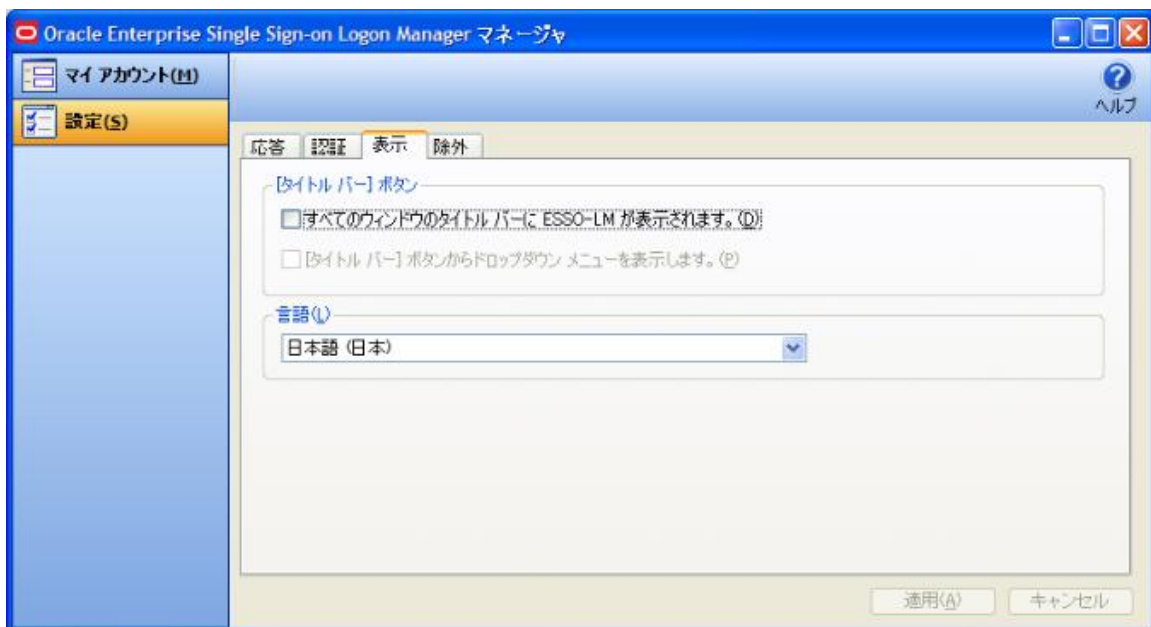 Oracle Enterprise Single Sign-on Logon Manager マネージャ
マイ アカウント(M)
設定(S)
ヘルプ
応答 認証 表示 除外
[タイトル バー] ボタン
すべてのウィンドウのタイトル バーに ESSO-LM が表示されます。(D)
[タイトル バー] ボタンからドロップダウン メニューを表示します。(P)
言語(L)
日本語 (日本)
適用(A) キャンセル